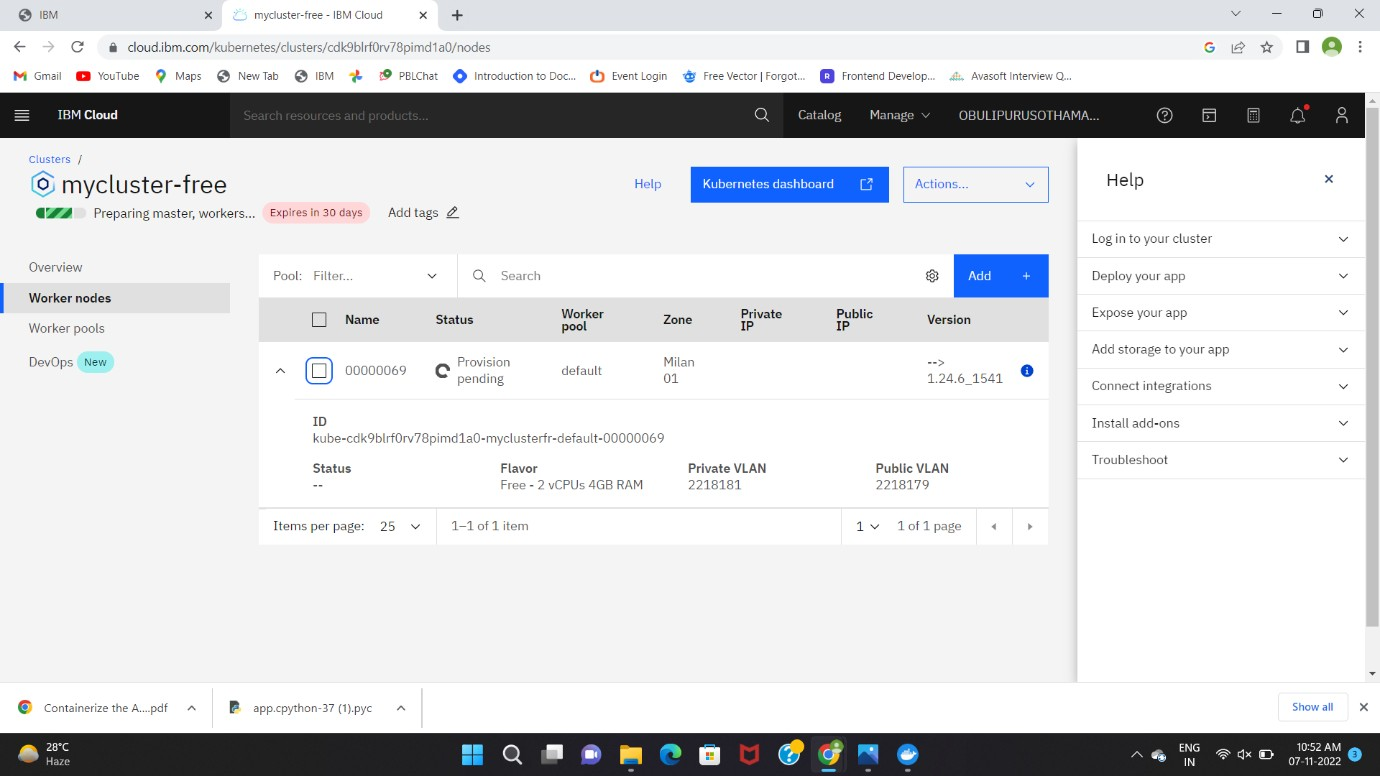 IBM
mycluster-free - IBM Cloud
cloud.ibm.com/kubernetes/clusters/cdk9blrf0rv78pimd1a0/nodes
Gmail YouTube Maps New Tab IBM PBLChat Introduction to Doc... Event Login Free Vector | Forgot... Frontend Develop... Avasoft Interview Q...
IBM Cloud Search resources and products... Catalog Manage OBULIPURUSOTHAMA...
Clusters /
mycluster-free
Help Kubernetes dashboard Actions...
Preparing master, workers... Expires in 30 days Add tags
Overview
Worker nodes
Worker pools
DevOps New
Pool: Filter... Search Add +
Name Status Worker pool Zone Private IP Public IP Version
00000069 Provision pending default Milan 01 --> 1.24.6_1541
ID
kube-cdk9blrf0rv78pimd1a0-myclusterfr-default-00000069
Status Flavor Private VLAN Public VLAN
-- Free - 2 vCPUs 4GB RAM 2218181 2218179
Items per page: 25 1–1 of 1 item 1 1 of 1 page
Help
Log in to your cluster
Deploy your app
Expose your app
Add storage to your app
Connect integrations
Install add-ons
Troubleshoot
Containerize the A....pdf app.cpython-37 (1).pyc Show all
28°C
Haze
ENG
IN
10:52 AM
07-11-2022
3